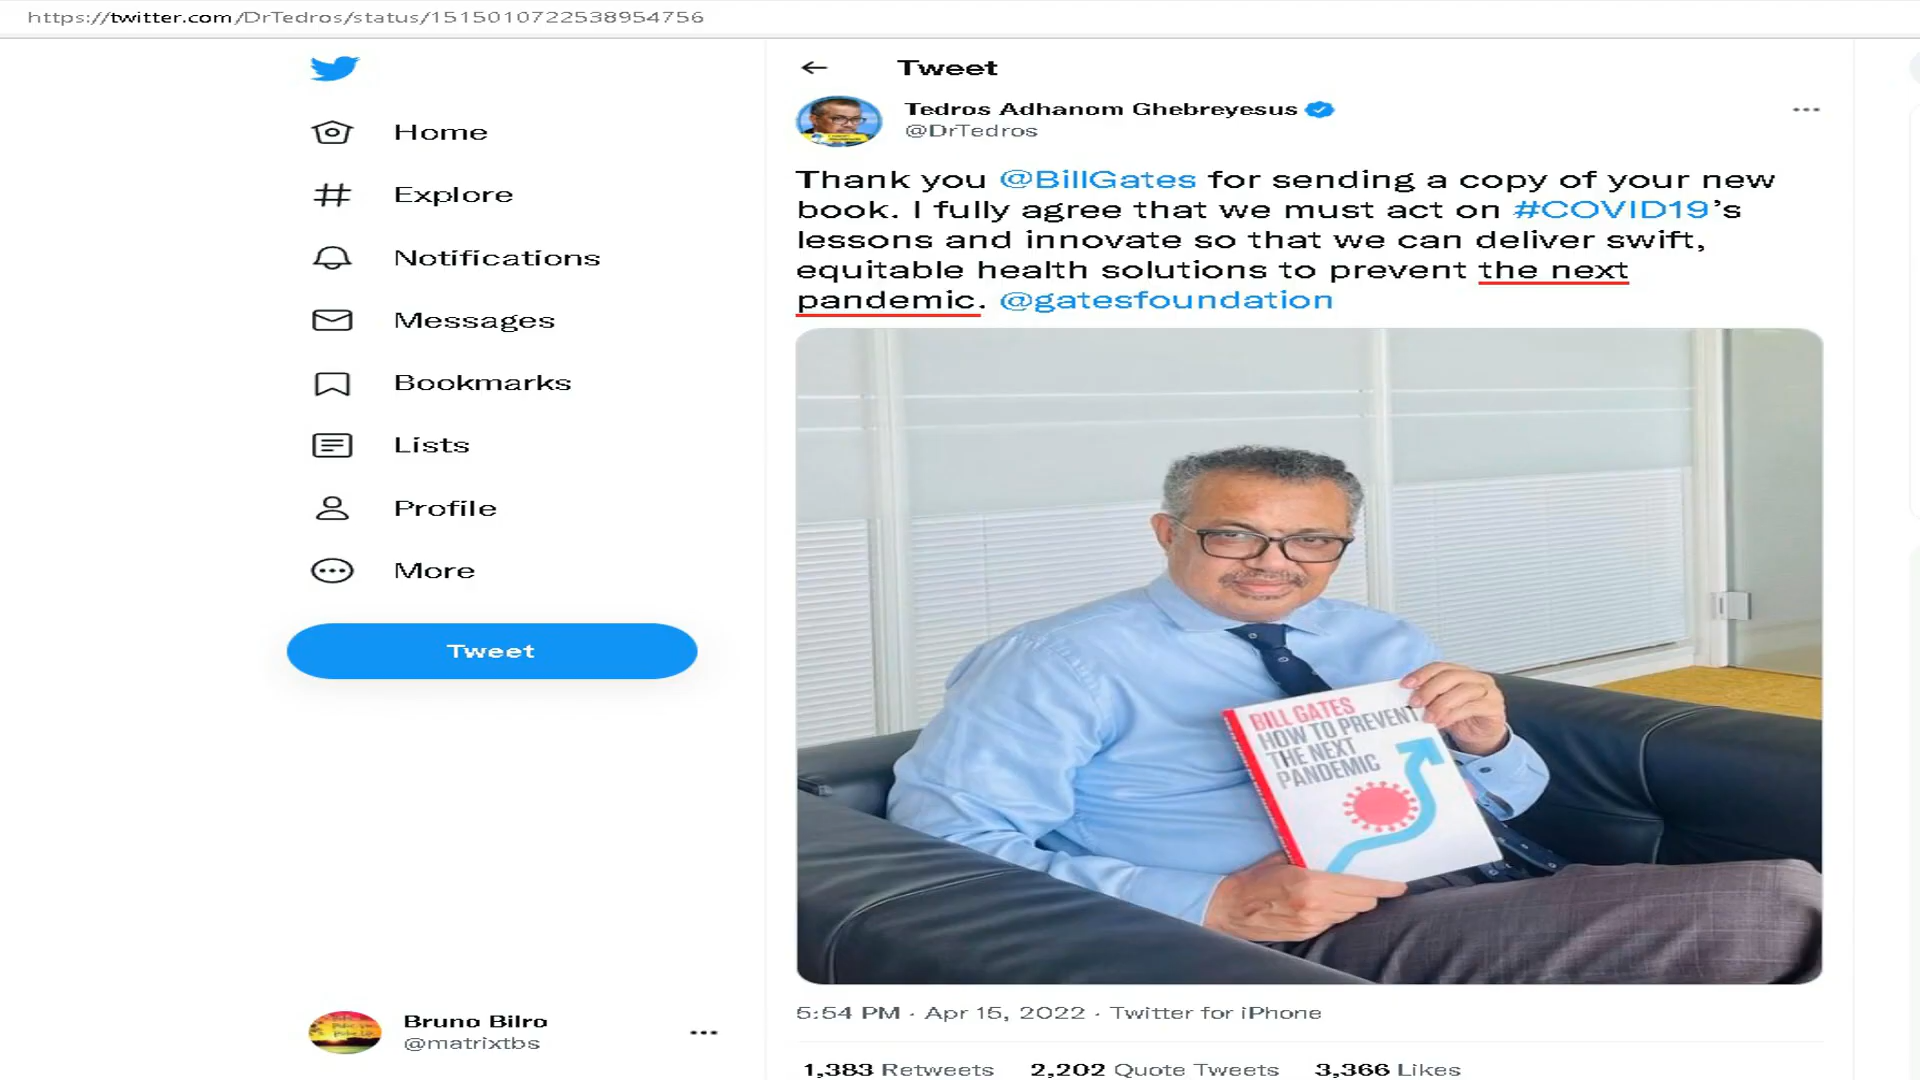 https://twitter.com/DrTedros/status/1515010722538954756
Home
Explore
Notifications
Messages
Bookmarks
Lists
Profile
More
Tweet
Bruno Bilro
@matrixtbs
Tweet
Tedros Adhanom Ghebreyesus
@DrTedros
Thank you @BillGates for sending a copy of your new
book. I fully agree that we must act on #COVID19's
lessons and innovate so that we can deliver swift,
equitable health solutions to prevent the next
pandemic. @gatesfoundation
BILL GATES
HOW TO PREVENT
THE NEXT
PANDEMIC
5:54 PM · Apr 15, 2022 · Twitter for iPhone
1,383 Retweets 2,202 Quote Tweets 3,366 Likes